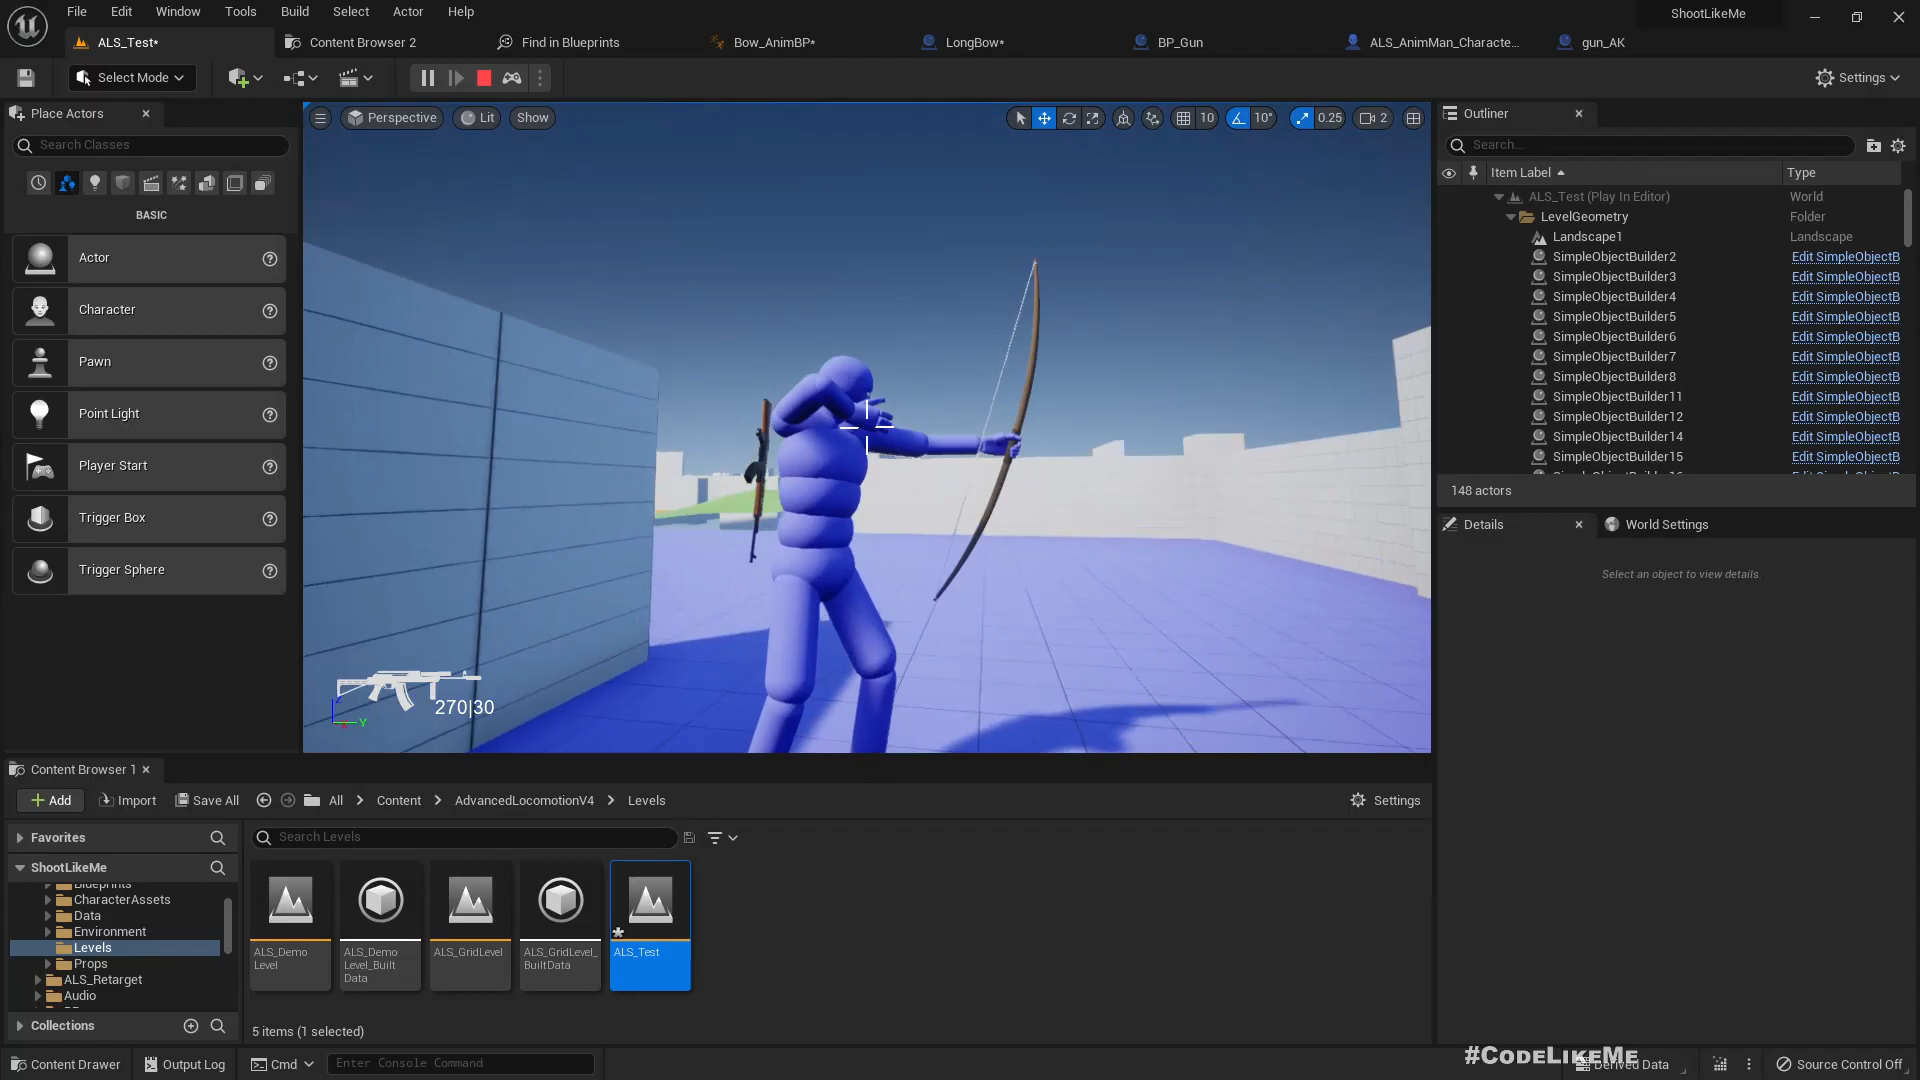 File Edit Window Tools Build Select Actor Help
ShootLikeMe
ALS_Test* Content Browser 2 Find in Blueprints Bow_AnimBP* LongBow* BP_Gun ALS_AnimMan_Characte... gun_AK
Select Mode Settings
Place Actors
Search Classes
BASIC
Actor
Character
Pawn
Point Light
Player Start
Trigger Box
Trigger Sphere
Perspective Lit Show 10 10° 0.25 2
270|30
Z
Y
Outliner
Search...
Item Label Type
ALS_Test (Play In Editor) World
LevelGeometry Folder
Landscape1 Landscape
SimpleObjectBuilder2 Edit SimpleObjectB
SimpleObjectBuilder3 Edit SimpleObjectB
SimpleObjectBuilder4 Edit SimpleObjectB
SimpleObjectBuilder5 Edit SimpleObjectB
SimpleObjectBuilder6 Edit SimpleObjectB
SimpleObjectBuilder7 Edit SimpleObjectB
SimpleObjectBuilder8 Edit SimpleObjectB
SimpleObjectBuilder11 Edit SimpleObjectB
SimpleObjectBuilder12 Edit SimpleObjectB
SimpleObjectBuilder14 Edit SimpleObjectB
SimpleObjectBuilder15 Edit SimpleObjectB
148 actors
Details World Settings
Select an object to view details.
Content Browser 1
Add Import Save All All Content AdvancedLocomotionV4 Levels Settings
Favorites
Search Levels
ShootLikeMe
Blueprints
CharacterAssets
Data
Environment
Levels
Props
ALS_Retarget
Audio
Collections
ALS_Demo
Level
ALS_Demo
Level_Built
Data
ALS_GridLevel
ALS_GridLevel_
BuiltData
ALS_Test
5 items (1 selected)
Content Drawer Output Log Cmd Enter Console Command
#CodeLikeMe
Derived Data Source Control Off